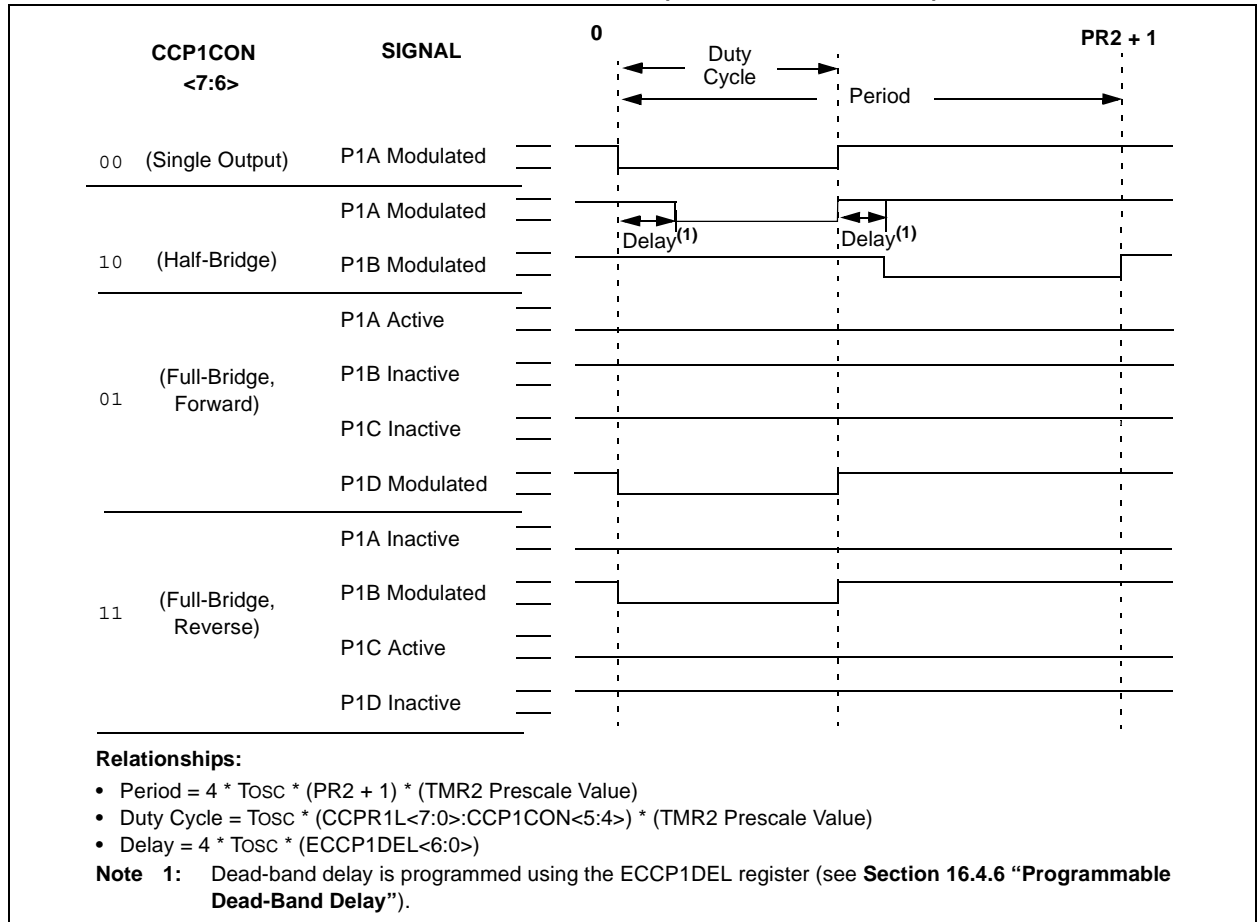 CCP1CON
<7:6>
SIGNAL
0
PR2 + 1
Duty
Cycle
Period
00 (Single Output) P1A Modulated
P1A Modulated
Delay(1) Delay(1)
10 (Half-Bridge) P1B Modulated
P1A Active
01 (Full-Bridge,
Forward)
P1B Inactive
P1C Inactive
P1D Modulated
P1A Inactive
11 (Full-Bridge,
Reverse)
P1B Modulated
P1C Active
P1D Inactive
Relationships:
• Period = 4 * TOSC * (PR2 + 1) * (TMR2 Prescale Value)
• Duty Cycle = TOSC * (CCPR1L<7:0>:CCP1CON<5:4>) * (TMR2 Prescale Value)
• Delay = 4 * TOSC * (ECCP1DEL<6:0>)
Note 1: Dead-band delay is programmed using the ECCP1DEL register (see Section 16.4.6 “Programmable
Dead-Band Delay”).